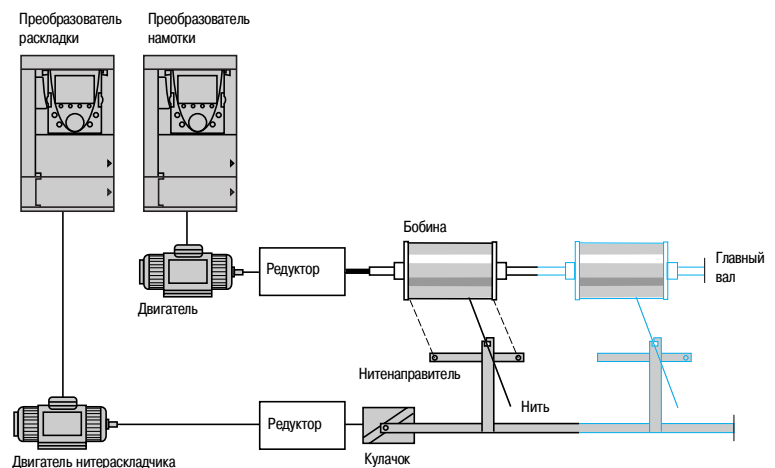 Преобразователь
раскладки
Преобразователь
намотки
Бобина
Главный
вал
Редуктор
Двигатель
Нитенаправитель
Нить
Редуктор
Кулачок
Двигатель нитераскладчика